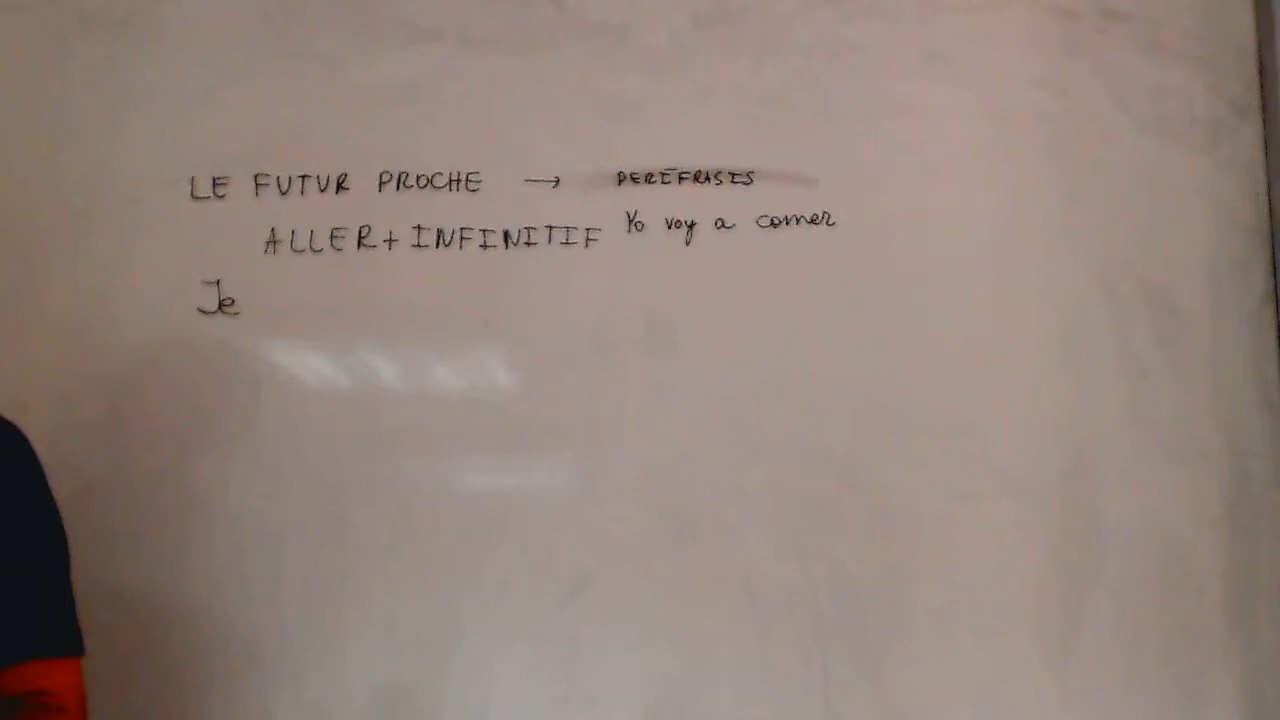 LE FUTUR PROCHE → PERÍFRASIS
ALLER + INFINITIF Yo voy a comer
Je